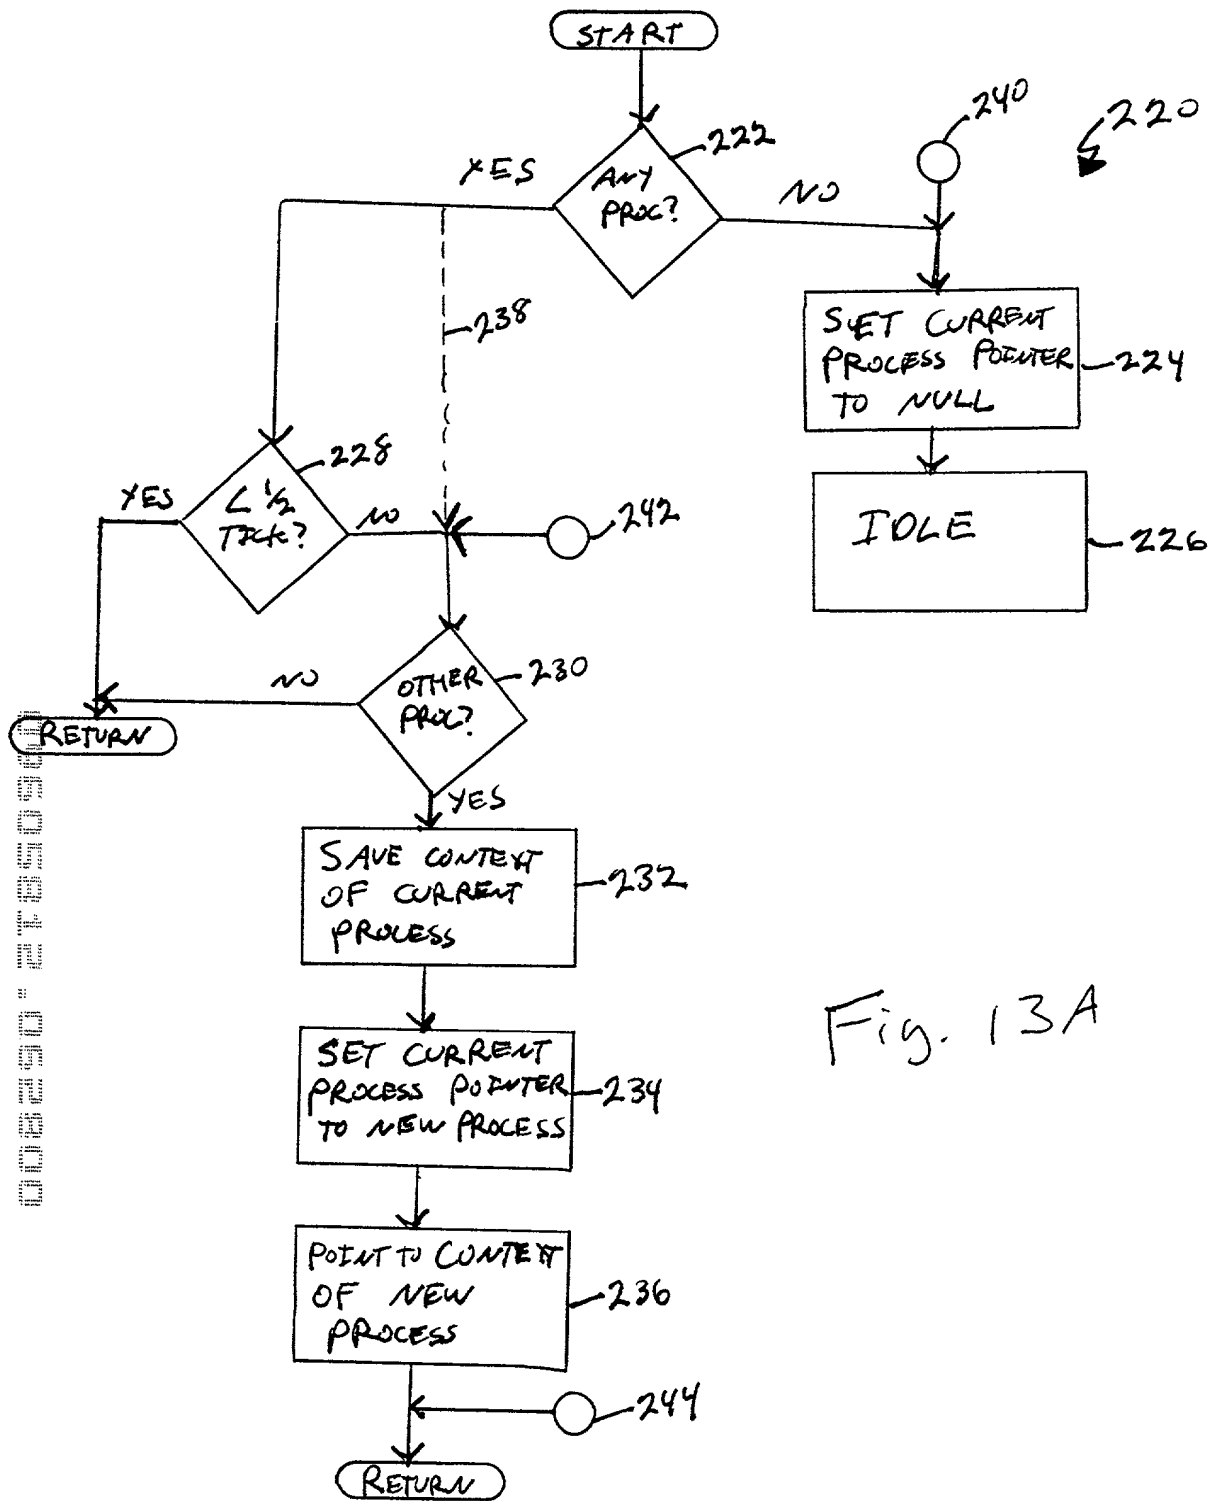 START
240
220
222
YES
ANY
PROC?
NO
238
SET CURRENT
PROCESS POINTER
TO NULL
224
228
YES
< 1/2
TICK?
NO
242
IDLE
226
230
NO
OTHER
PROC?
RETURN
YES
SAVE CONTEXT
OF CURRENT
PROCESS
232
SET CURRENT
PROCESS POINTER
TO NEW PROCESS
234
Fig. 13A
POINT TO CONTEXT
OF NEW
PROCESS
236
244
RETURN